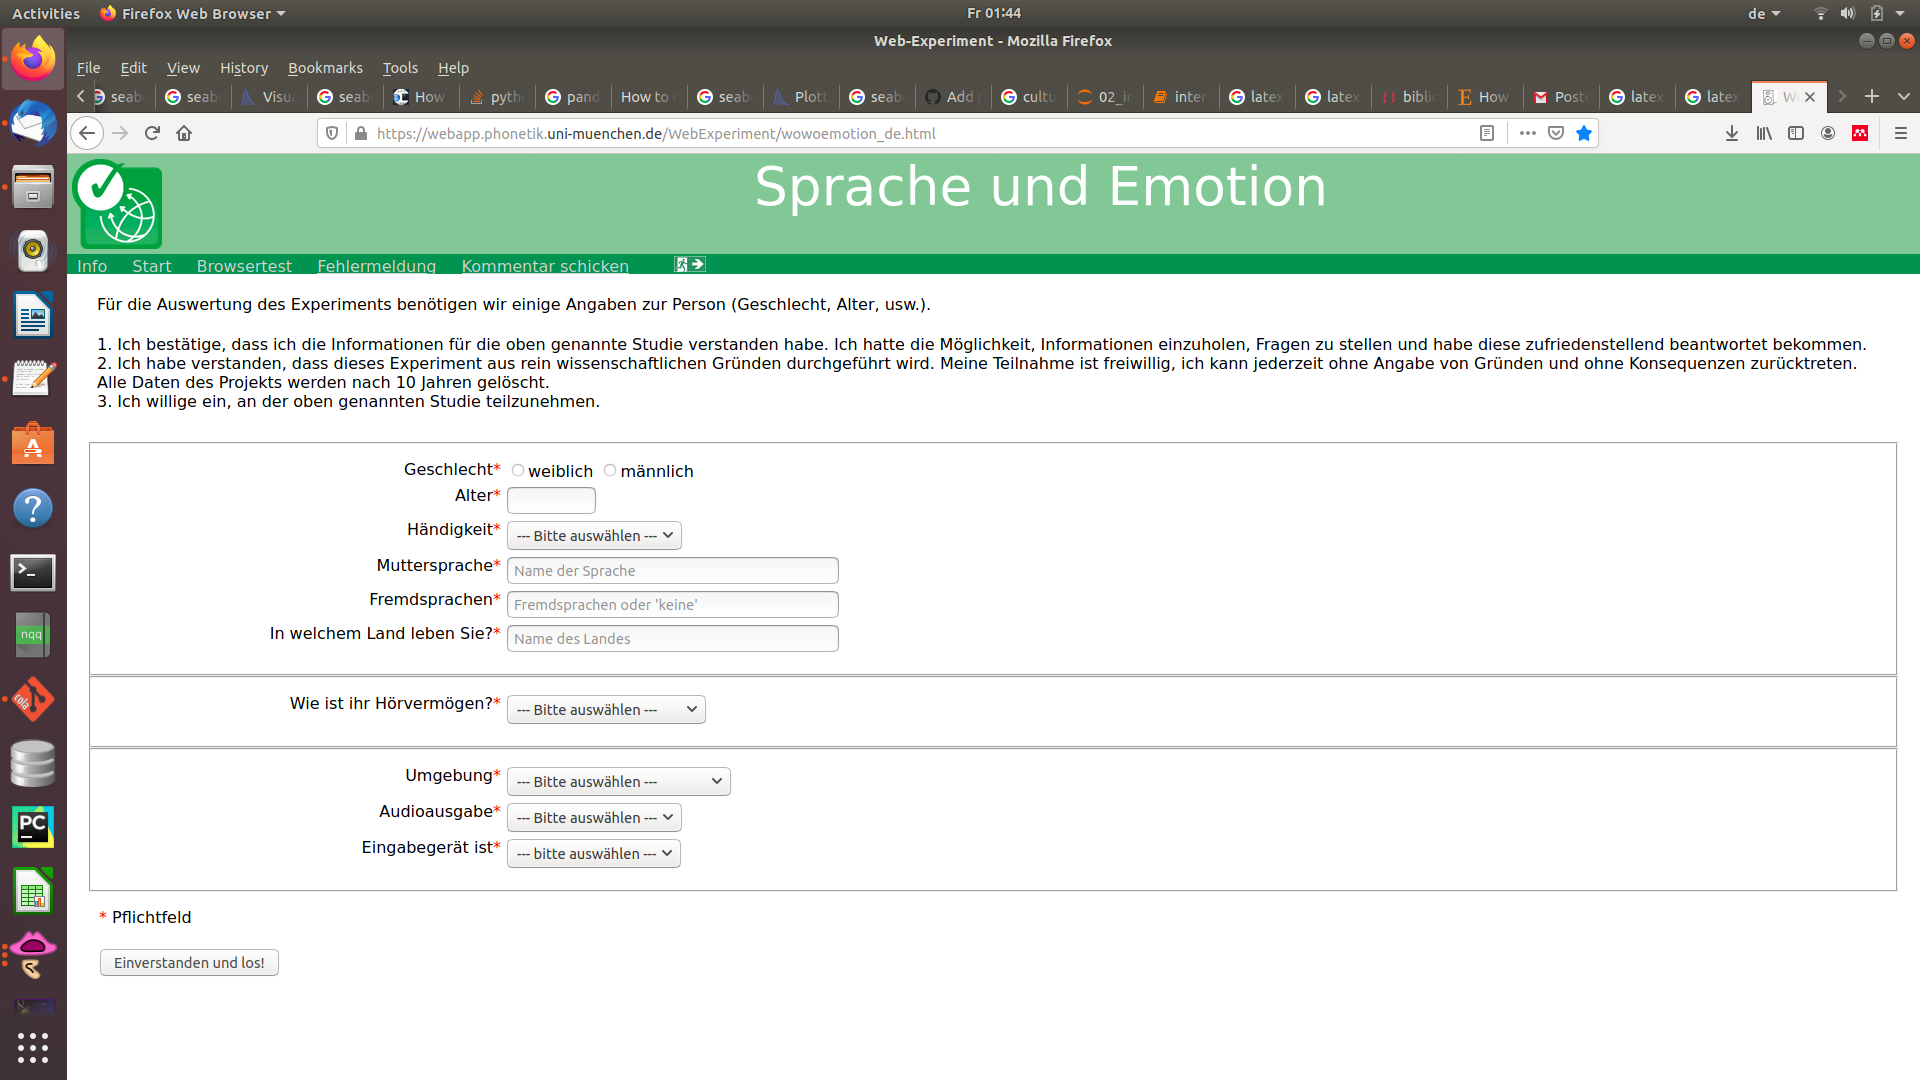 Activities Firefox Web Browser Fr 01:44 de
Web-Experiment - Mozilla Firefox
File Edit View History Bookmarks Tools Help
seab seab Visu seab How pyth pand How to seab Plot seab Add cultu 02_i inter latex latex bibli How Post latex latex
https://webapp.phonetik.uni-muenchen.de/WebExperiment/wowoemotion_de.html
Sprache und Emotion
Info Start Browsertest Fehlermeldung Kommentar schicken
Für die Auswertung des Experiments benötigen wir einige Angaben zur Person (Geschlecht, Alter, usw.).
1. Ich bestätige, dass ich die Informationen für die oben genannte Studie verstanden habe. Ich hatte die Möglichkeit, Informationen einzuholen, Fragen zu stellen und habe diese zufriedenstellend beantwortet bekommen.
2. Ich habe verstanden, dass dieses Experiment aus rein wissenschaftlichen Gründen durchgeführt wird. Meine Teilnahme ist freiwillig, ich kann jederzeit ohne Angabe von Gründen und ohne Konsequenzen zurücktreten.
Alle Daten des Projekts werden nach 10 Jahren gelöscht.
3. Ich willige ein, an der oben genannten Studie teilzunehmen.
Geschlecht* weiblich männlich
Alter*
Händigkeit* --- Bitte auswählen ---
Muttersprache* Name der Sprache
Fremdsprachen* Fremdsprachen oder 'keine'
In welchem Land leben Sie?* Name des Landes
Wie ist ihr Hörvermögen?* --- Bitte auswählen ---
Umgebung* --- Bitte auswählen ---
Audioausgabe* --- Bitte auswählen ---
Eingabegerät ist* --- bitte auswählen ---
* Pflichtfeld
Einverstanden und los!
nqq
cola
PC